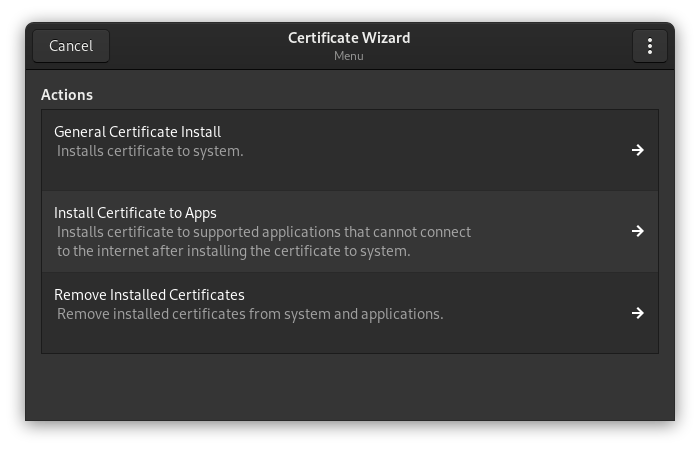 Cancel
Certificate Wizard
Menu
Actions
General Certificate Install
Installs certificate to system.
Install Certificate to Apps
Installs certificate to supported applications that cannot connect
to the internet after installing the certificate to system.
Remove Installed Certificates
Remove installed certificates from system and applications.